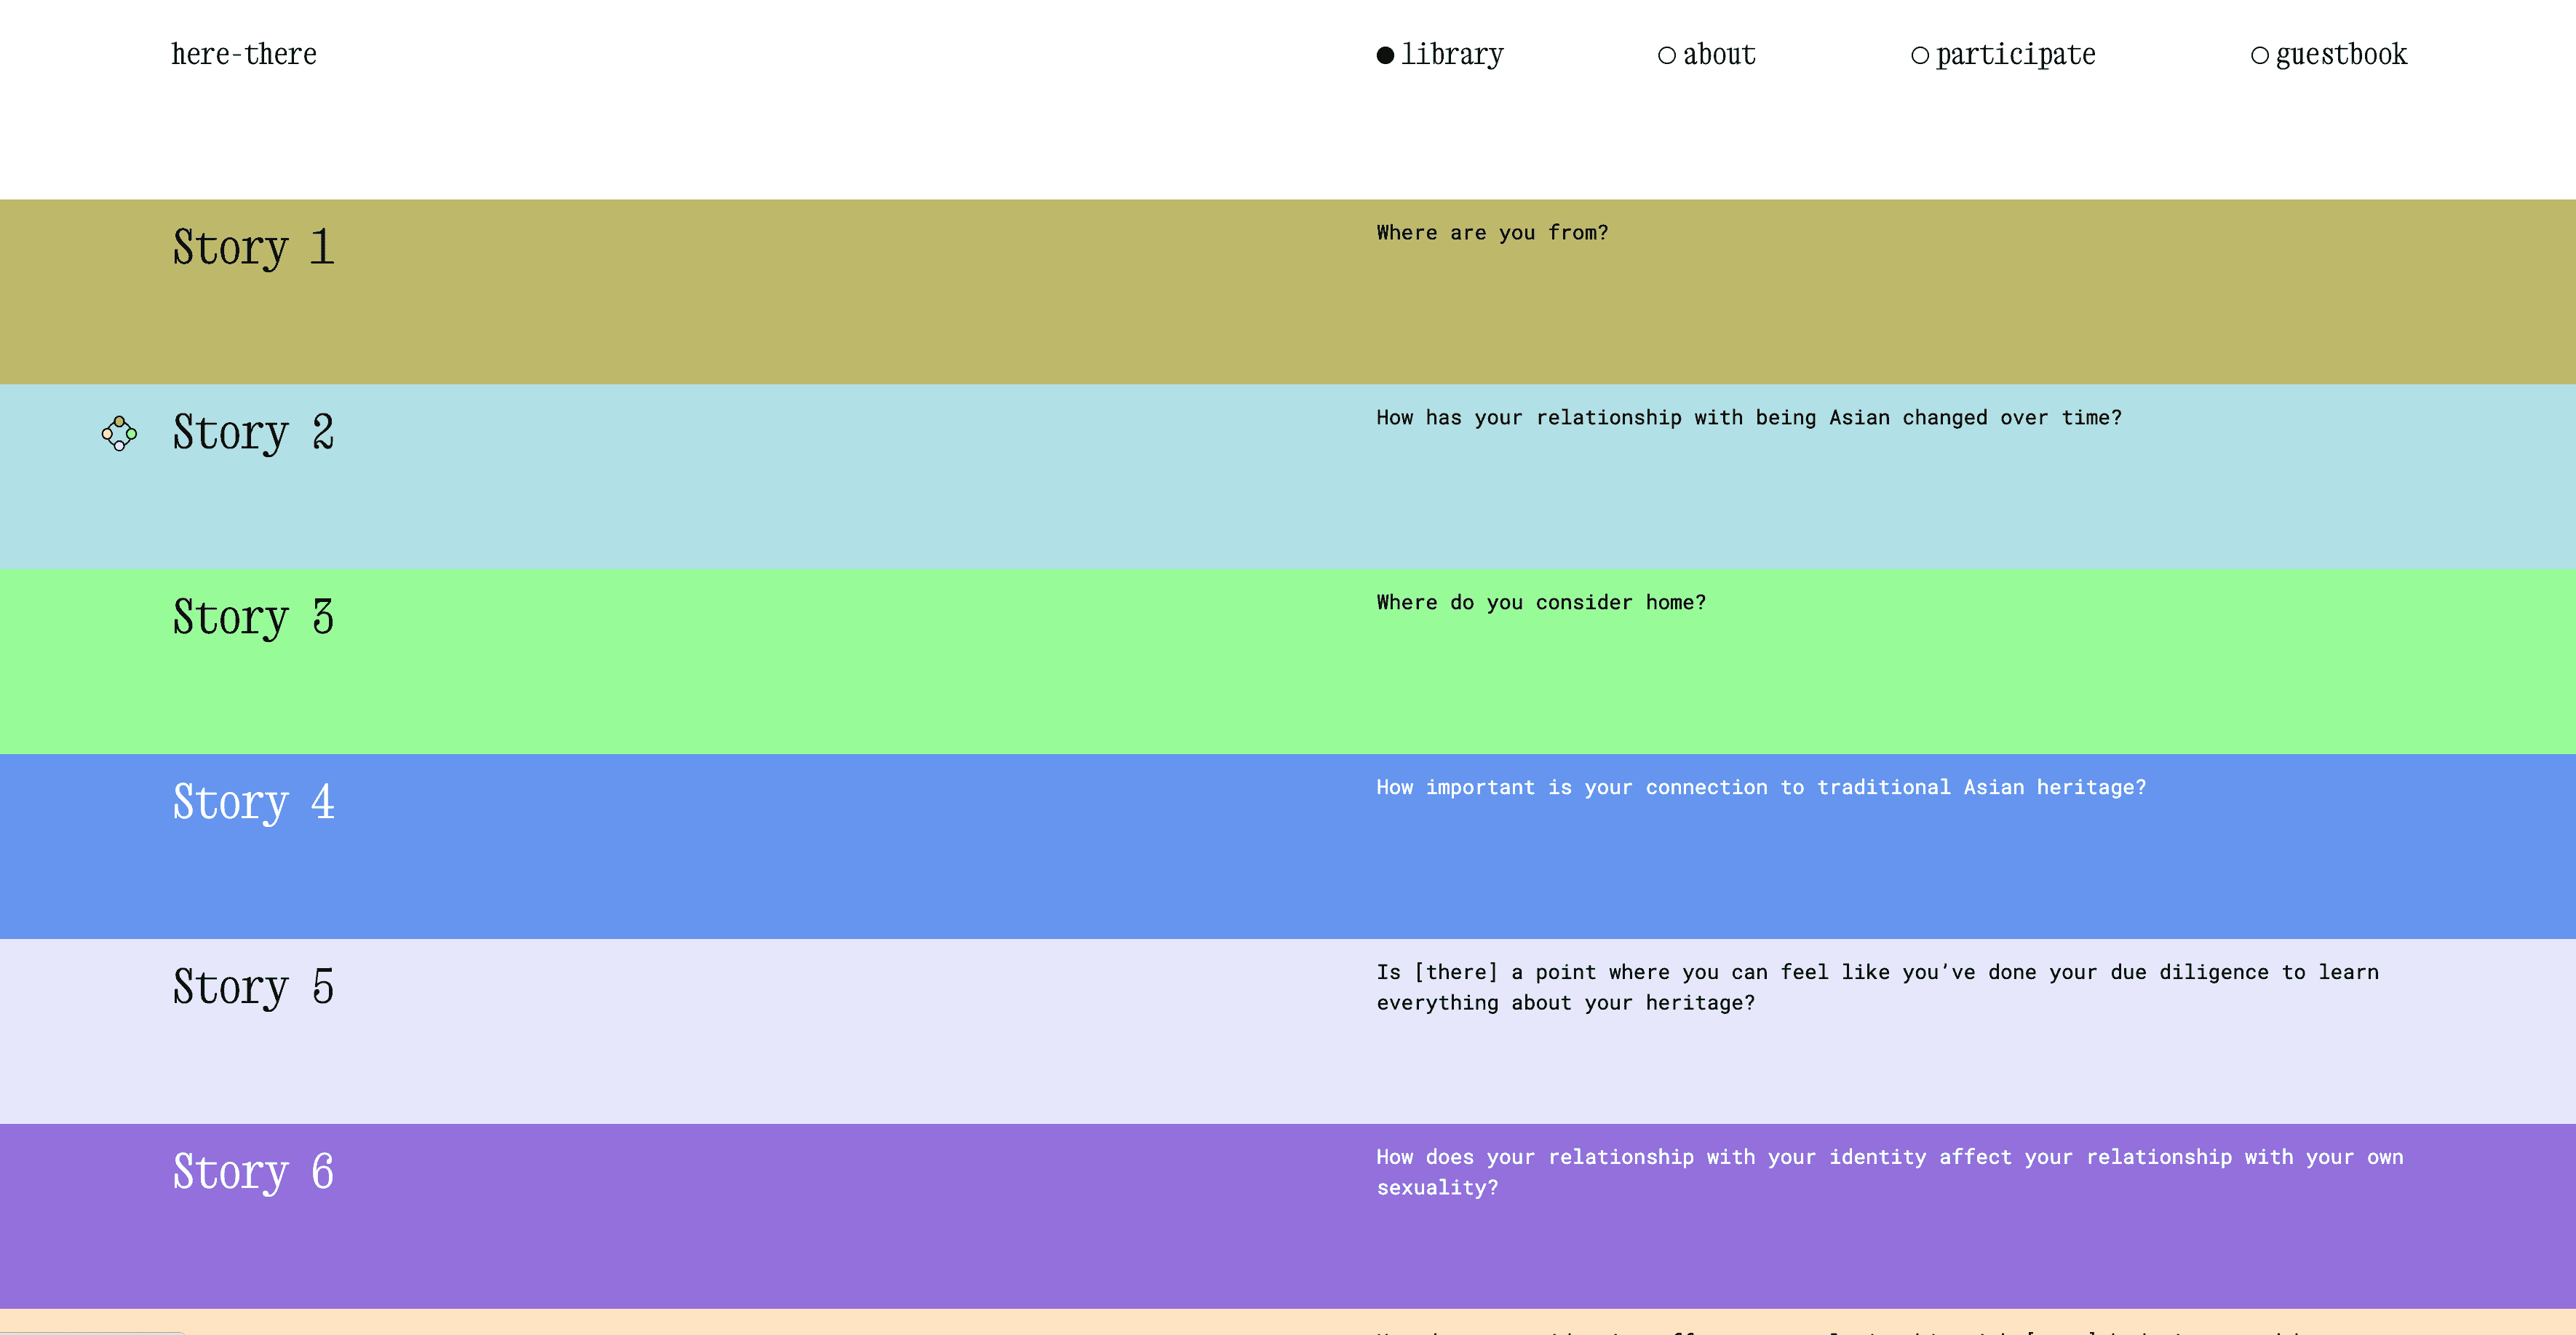 here-there
library
about
participate
guestbook
Story 1
Where are you from?
Story 2
How has your relationship with being Asian changed over time?
Story 3
Where do you consider home?
Story 4
How important is your connection to traditional Asian heritage?
Story 5
Is [there] a point where you can feel like you’ve done your due diligence to learn
everything about your heritage?
Story 6
How does your relationship with your identity affect your relationship with your own
sexuality?